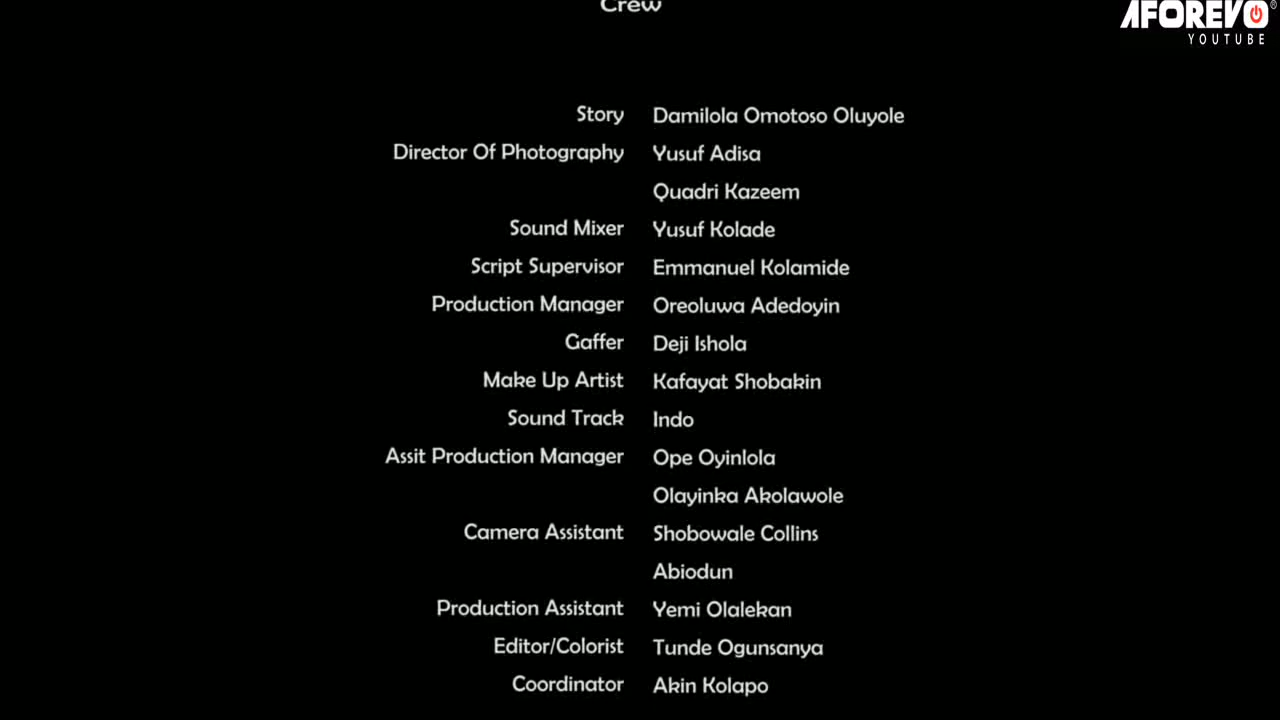 Crew
AFOREVO®
YOUTUBE
Story Damilola Omotoso Oluyole
Director Of Photography Yusuf Adisa
Quadri Kazeem
Sound Mixer Yusuf Kolade
Script Supervisor Emmanuel Kolamide
Production Manager Oreoluwa Adedoyin
Gaffer Deji Ishola
Make Up Artist Kafayat Shobakin
Sound Track Indo
Assit Production Manager Ope Oyinlola
Olayinka Akolawole
Camera Assistant Shobowale Collins
Abiodun
Production Assistant Yemi Olalekan
Editor/Colorist Tunde Ogunsanya
Coordinator Akin Kolapo